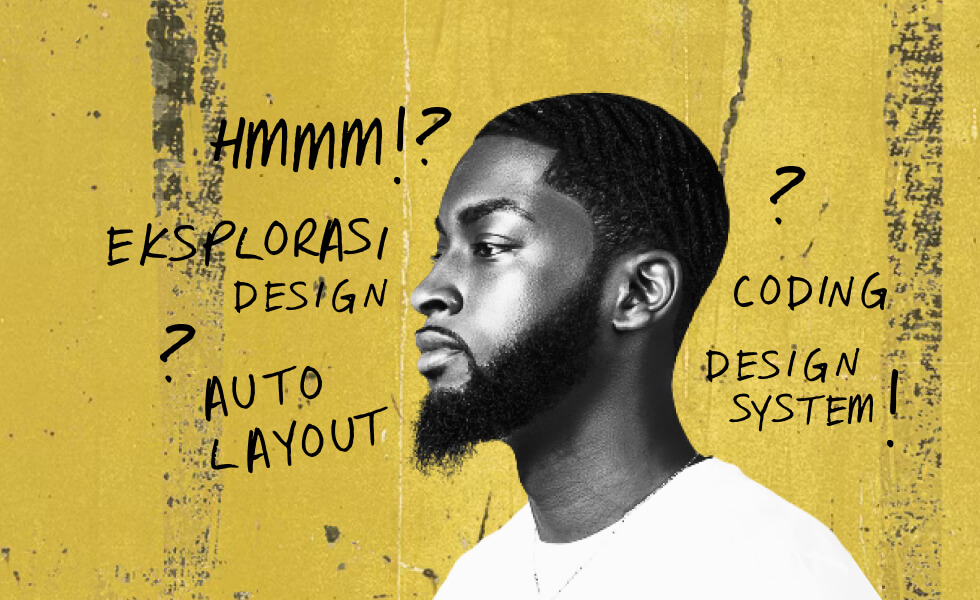 HMMM!?
EKSPLORASI
DESIGN
?
AUTO
LAYOUT
?
CODING
DESIGN
SYSTEM!